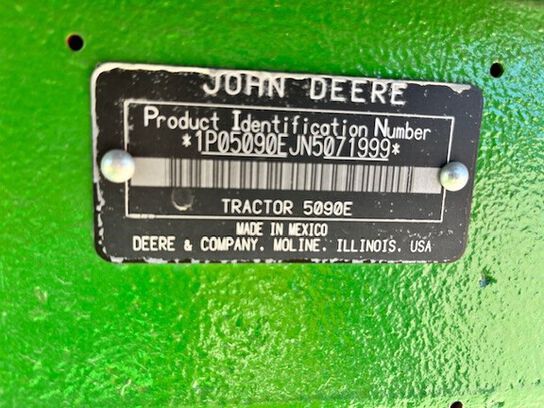 JOHN DEERE
Product Identification Number
*1P05090EJN5071999*
TRACTOR 5090E
MADE IN MEXICO
DEERE & COMPANY. MOLINE. ILLINOIS. USA